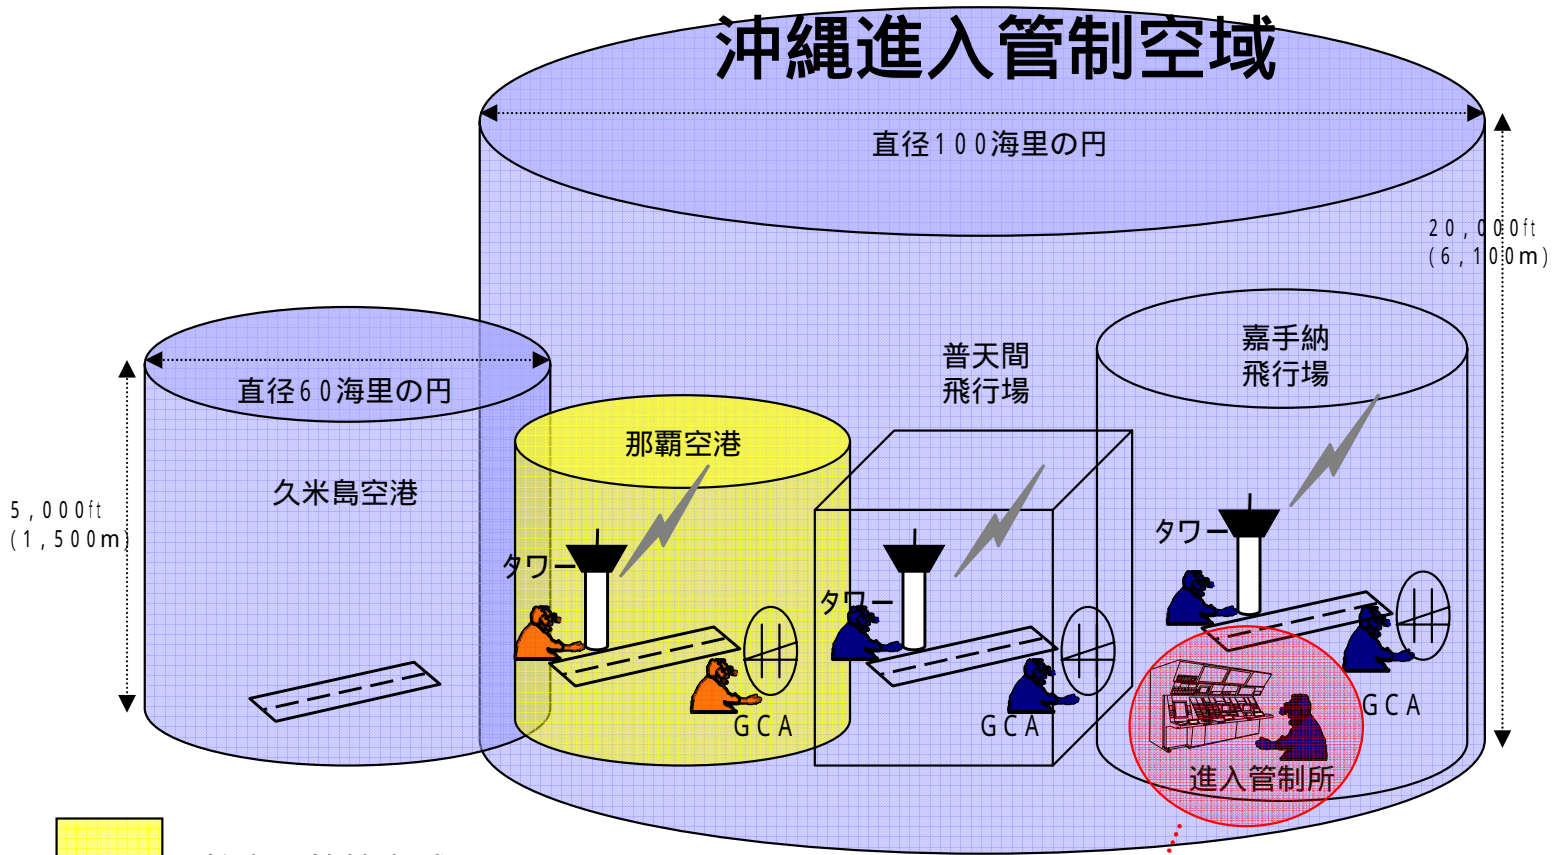 沖縄進入管制空域
直径100海里の円
20,000ft
(6,100m)
嘉手納
飛行場
普天間
飛行場
直径60海里の円
那覇空港
久米島空港
5,000ft
(1,500m)
タワー
タワー
タワー
GCA
GCA
GCA
進入管制所